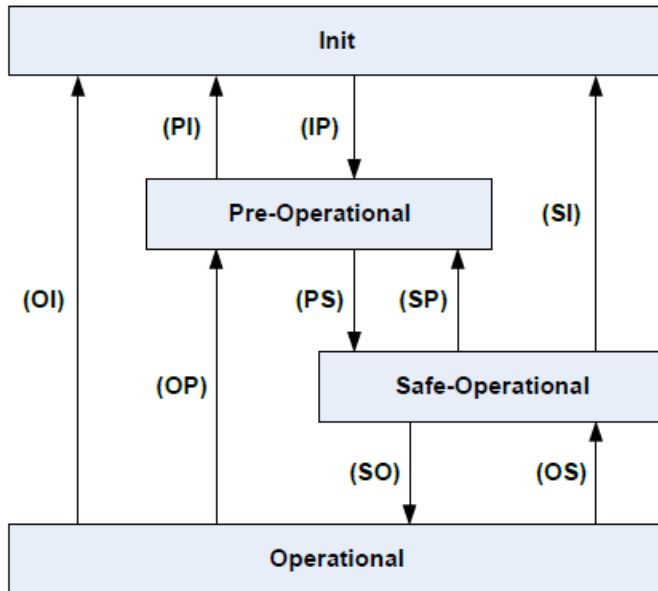 Init
(PI)
(IP)
Pre-Operational
(SI)
(OI)
(PS)
(SP)
(OP)
Safe-Operational
(SO)
(OS)
Operational